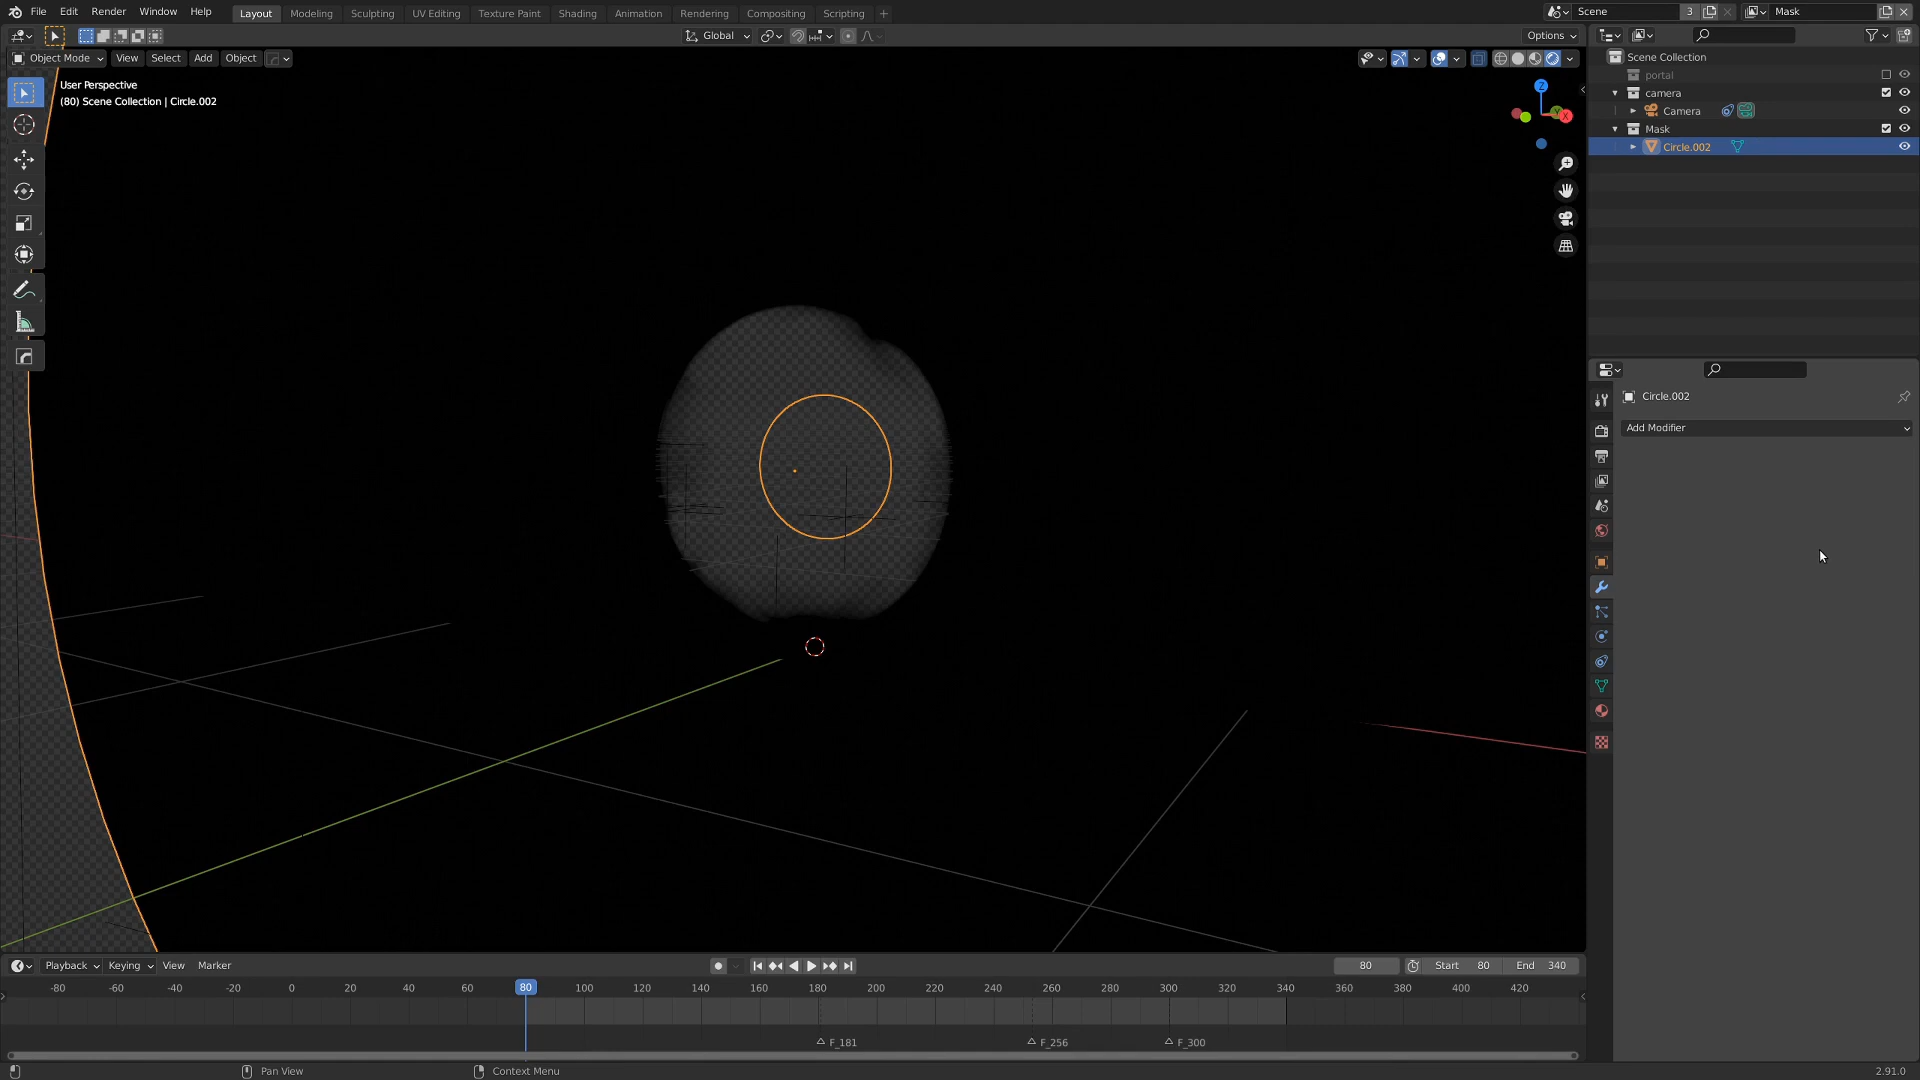 File Edit Render Window Help Layout Modeling Sculpting UV Editing Texture Paint Shading Animation Rendering Compositing Scripting + Scene 3 Mask
Global Options
Object Mode View Select Add Object
User Perspective
(80) Scene Collection | Circle.002
Z
Y
X
Scene Collection
portal
camera
Camera
Mask
Circle.002
Circle.002
Add Modifier
Playback Keying View Marker 80 Start 80 End 340
-80 -60 -40 -20 0 20 40 60 80 100 120 140 160 180 200 220 240 260 280 300 320 340 360 380 400 420
F_181 F_256 F_300
Pan View Context Menu 2.91.0